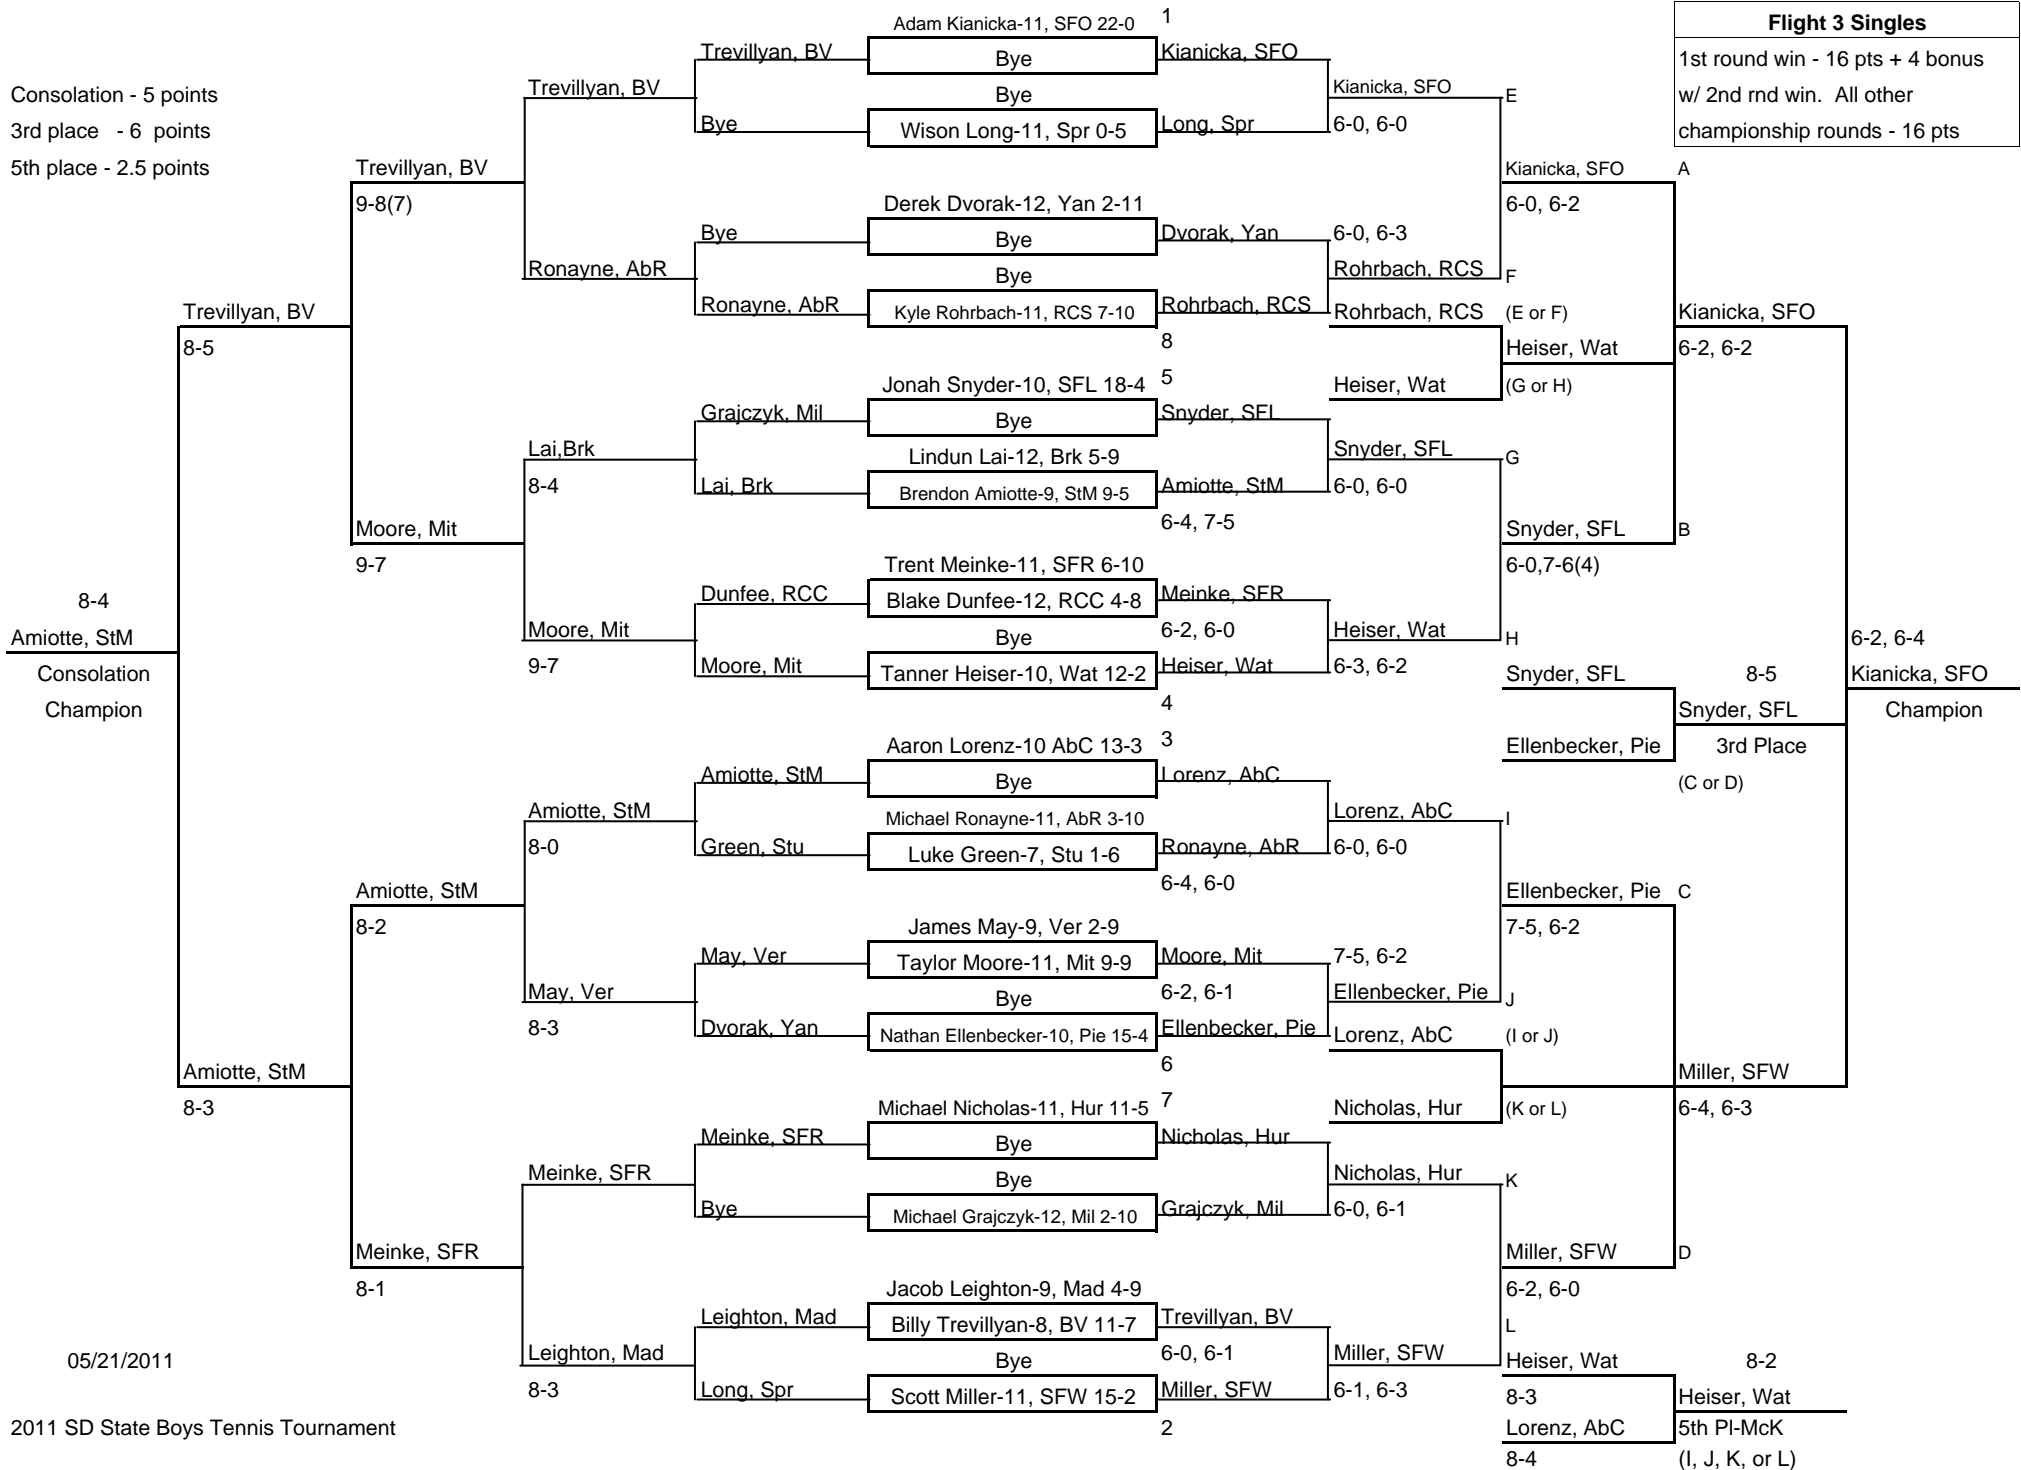 Flight 3 Singles
1st round win - 16 pts + 4 bonus
w/ 2nd rnd win.  All other
championship rounds - 16 pts
Consolation - 5 points
3rd place   - 6  points
5th place - 2.5 points
8-4
Amiotte, StM
Consolation
Champion
Trevillyan, BV
8-5
Amiotte, StM
8-3
Trevillyan, BV
9-8(7)
Moore, Mit
9-7
Amiotte, StM
8-2
Meinke, SFR
8-1
Trevillyan, BV
Ronayne, AbR
Lai,Brk
8-4
Moore, Mit
9-7
Amiotte, StM
8-0
May, Ver
8-3
Meinke, SFR
Leighton, Mad
8-3
Trevillyan, BV
Bye
Bye
Ronayne, AbR
Grajczyk, Mil
Lai, Brk
Dunfee, RCC
Moore, Mit
Amiotte, StM
Green, Stu
May, Ver
Dvorak, Yan
Meinke, SFR
Bye
Leighton, Mad
Long, Spr
Adam Kianicka-11, SFO 22-0
Bye
Bye
Wison Long-11, Spr 0-5
Derek Dvorak-12, Yan 2-11
Bye
Bye
Kyle Rohrbach-11, RCS 7-10
Jonah Snyder-10, SFL 18-4
Bye
Lindun Lai-12, Brk 5-9
Brendon Amiotte-9, StM 9-5
Trent Meinke-11, SFR 6-10
Blake Dunfee-12, RCC 4-8
Bye
Tanner Heiser-10, Wat 12-2
Aaron Lorenz-10 AbC 13-3
Bye
Michael Ronayne-11, AbR 3-10
Luke Green-7, Stu 1-6
James May-9, Ver 2-9
Taylor Moore-11, Mit 9-9
Bye
Nathan Ellenbecker-10, Pie 15-4
Michael Nicholas-11, Hur 11-5
Bye
Bye
Michael Grajczyk-12, Mil 2-10
Jacob Leighton-9, Mad 4-9
Billy Trevillyan-8, BV 11-7
Bye
Scott Miller-11, SFW 15-2
1
Kianicka, SFO
Long, Spr
Dvorak, Yan
Rohrbach, RCS
8
5
Snyder, SFL
Amiotte, StM
6-4, 7-5
Meinke, SFR
6-2, 6-0
Heiser, Wat
4
3
Lorenz, AbC
Ronayne, AbR
6-4, 6-0
Moore, Mit
6-2, 6-1
Ellenbecker, Pie
6
7
Nicholas, Hur
Grajczyk, Mil
Trevillyan, BV
6-0, 6-1
Miller, SFW
2
Kianicka, SFO
6-0, 6-0
6-0, 6-3
Rohrbach, RCS
Rohrbach, RCS
Heiser, Wat
Snyder, SFL
6-0, 6-0
Heiser, Wat
6-3, 6-2
Lorenz, AbC
6-0, 6-0
7-5, 6-2
Ellenbecker, Pie
Lorenz, AbC
Nicholas, Hur
Nicholas, Hur
6-0, 6-1
Miller, SFW
6-1, 6-3
E
Kianicka, SFO
6-0, 6-2
F
(E or F)
Heiser, Wat
(G or H)
G
Snyder, SFL
6-0,7-6(4)
H
Snyder, SFL
Ellenbecker, Pie
I
Ellenbecker, Pie
7-5, 6-2
J
(I or J)
(K or L)
K
Miller, SFW
6-2, 6-0
L
Heiser, Wat
8-3
Lorenz, AbC
8-4
A
Kianicka, SFO
6-2, 6-2
B
8-5
Snyder, SFL
3rd Place
(C or D)
C
Miller, SFW
6-4, 6-3
D
8-2
Heiser, Wat
5th Pl-McK
(I, J, K, or L)
6-2, 6-4
Kianicka, SFO
Champion
05/21/2011
2011 SD State Boys Tennis Tournament